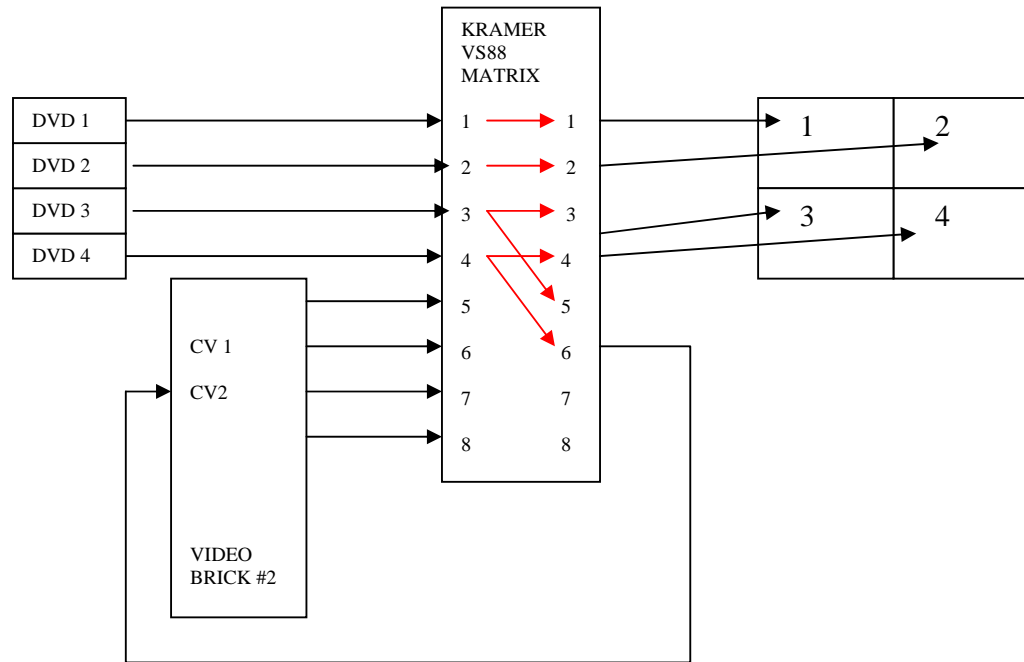 KRAMER
VS88
MATRIX
DVD 1
DVD 2
DVD 3
DVD 4
1 1
2 2
3 3
4 4
5 5
6 6
7 7
8 8
1 2
3 4
CV 1
CV2
VIDEO
BRICK #2